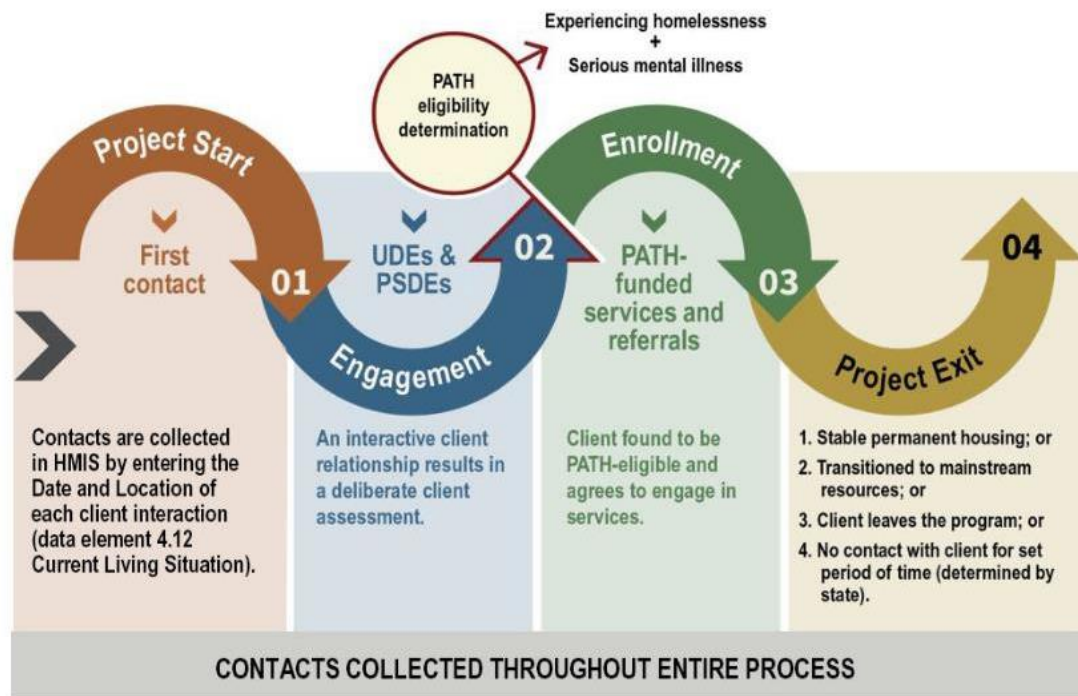 Experiencing homelessness
+
Serious mental illness
PATH
eligibility
determination
Project Start
First
contact
01
Contacts are collected
in HMIS by entering the
Date and Location of
each client interaction
(data element 4.12
Current Living Situation).
UDEs &
PSDEs
02
Engagement
An interactive client
relationship results in
a deliberate client
assessment.
Enrollment
PATH-
funded
services and
referrals
03
Client found to be
PATH-eligible and
agrees to engage in
services.
04
Project Exit
1. Stable permanent housing; or
2. Transitioned to mainstream
resources; or
3. Client leaves the program; or
4. No contact with client for set
period of time (determined by
state).
CONTACTS COLLECTED THROUGHOUT ENTIRE PROCESS